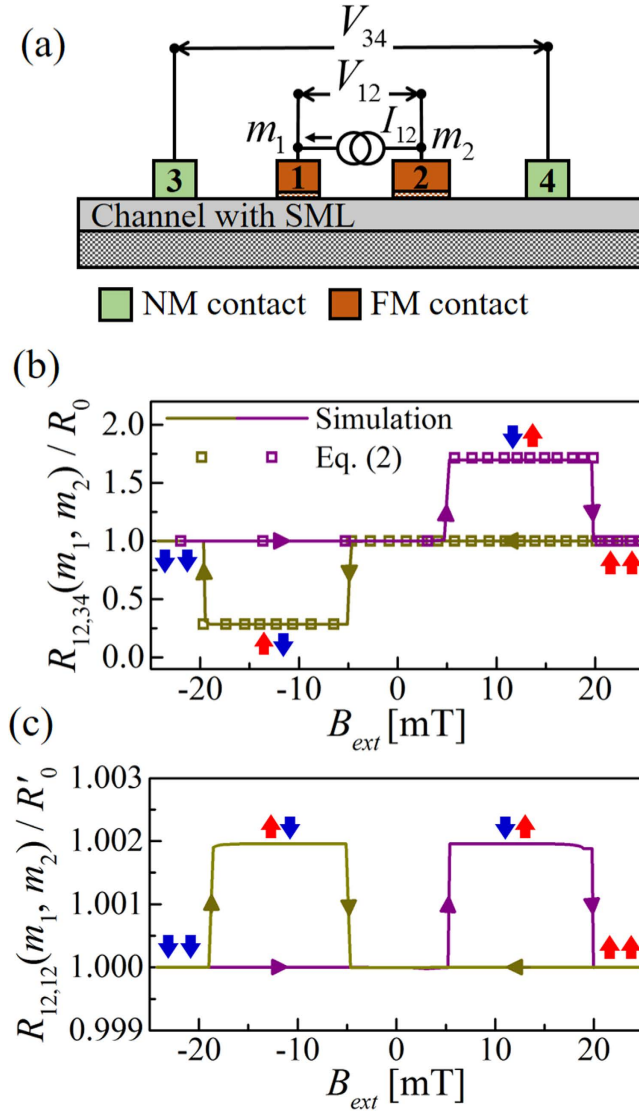 (a)
V₃₄
V₁₂
m₁ I₁₂ m₂
3 1 2 4
Channel with SML
NM contact FM contact
(b)
R₁₂,₃₄(m₁, m₂) / R₀
2.0
1.5
1.0
0.5
0.0
Simulation
Eq. (2)
-20 -10 0 10 20
B_ext [mT]
(c)
R₁₂,₁₂(m₁, m₂) / R′₀
1.003
1.002
1.001
1.000
0.999
-20 -10 0 10 20
B_ext [mT]